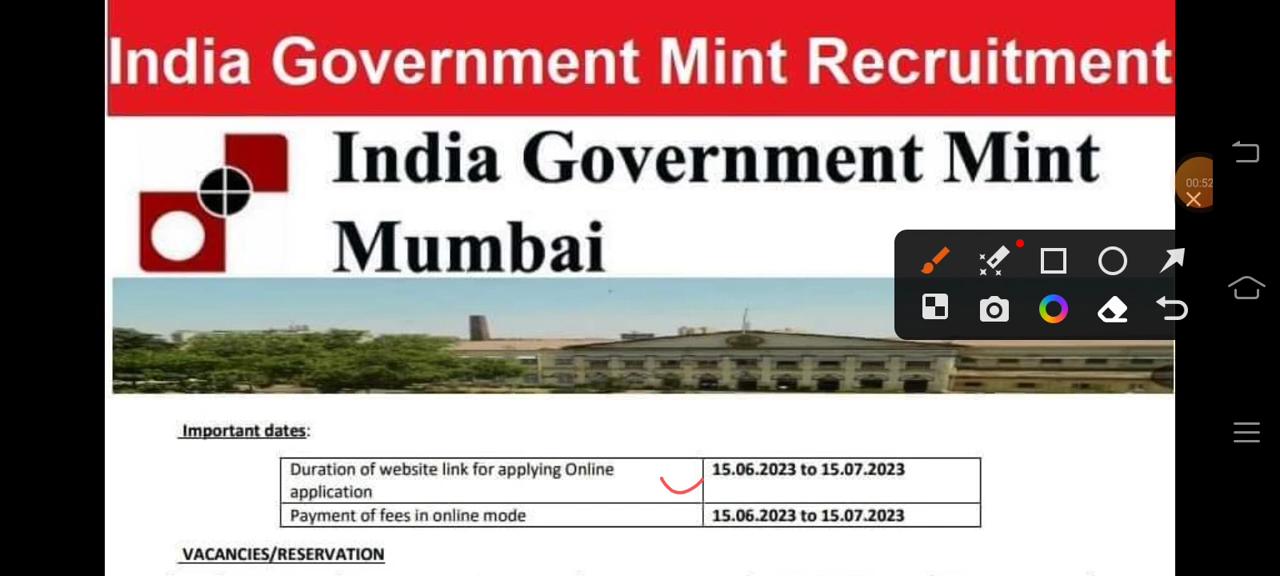 India Government Mint Recruitment
India Government Mint
Mumbai
00:52
Important dates:
Duration of website link for applying Online
application
15.06.2023 to 15.07.2023
Payment of fees in online mode
15.06.2023 to 15.07.2023
VACANCIES/RESERVATION